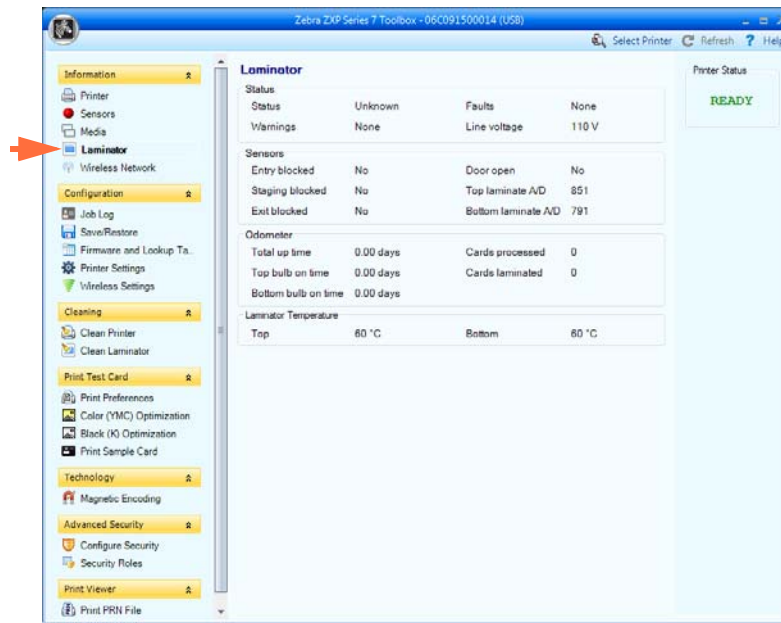 Zebra ZXP Series 7 Toolbox - 06C091500014 (USB)
Select Printer Refresh ? Help
Information
Printer
Sensors
Media
Laminator
Wireless Network
Configuration
Job Log
Save/Restore
Firmware and Lookup Ta..
Printer Settings
Wireless Settings
Cleaning
Clean Printer
Clean Laminator
Print Test Card
Print Preferences
Color (YMC) Optimization
Black (K) Optimization
Print Sample Card
Technology
Magnetic Encoding
Advanced Security
Configure Security
Security Roles
Print Viewer
Print PRN File
Laminator
Status
Status Unknown Faults None
Warnings None Line voltage 110 V
Sensors
Entry blocked No Door open No
Staging blocked No Top laminate A/D 851
Exit blocked No Bottom laminate A/D 791
Odometer
Total up time 0.00 days Cards processed 0
Top bulb on time 0.00 days Cards laminated 0
Bottom bulb on time 0.00 days
Laminator Temperature
Top 60 °C Bottom 60 °C
Printer Status
READY